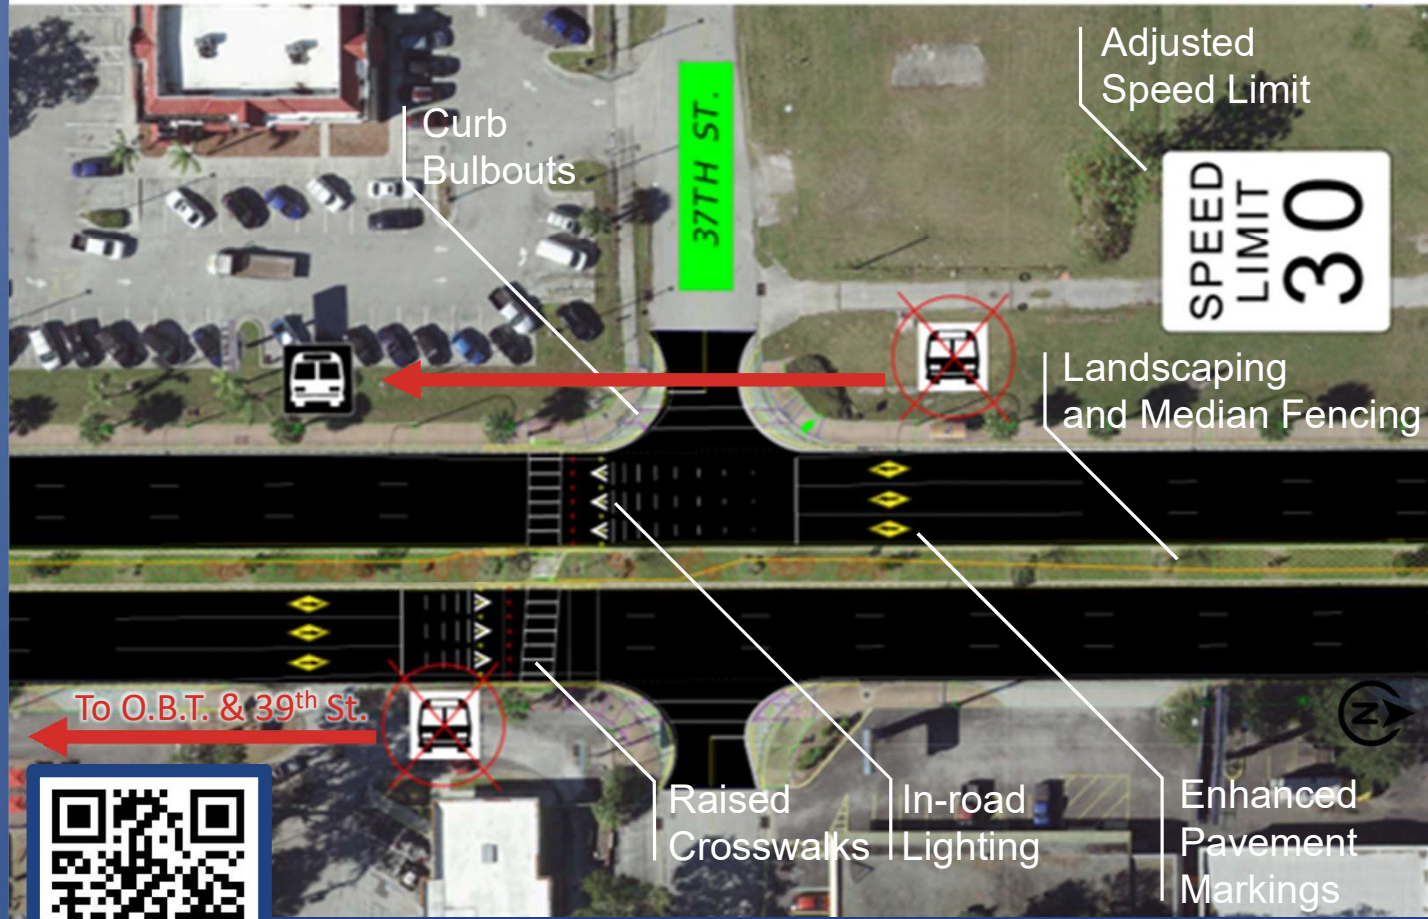 Adjusted
Speed Limit
Curb
Bulbouts
37TH ST.
SPEED
LIMIT
30
Landscaping
and Median Fencing
To O.B.T. & 39th St.
N
Raised
Crosswalks
In-road
Lighting
Enhanced
Pavement
Markings